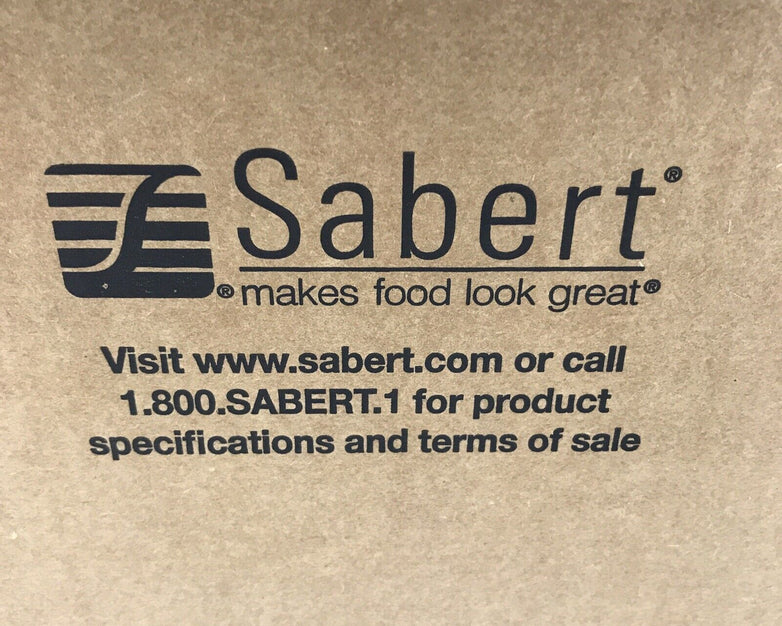 Sabert®
® makes food look great®
Visit www.sabert.com or call
1.800.SABERT.1 for product
specifications and terms of sale